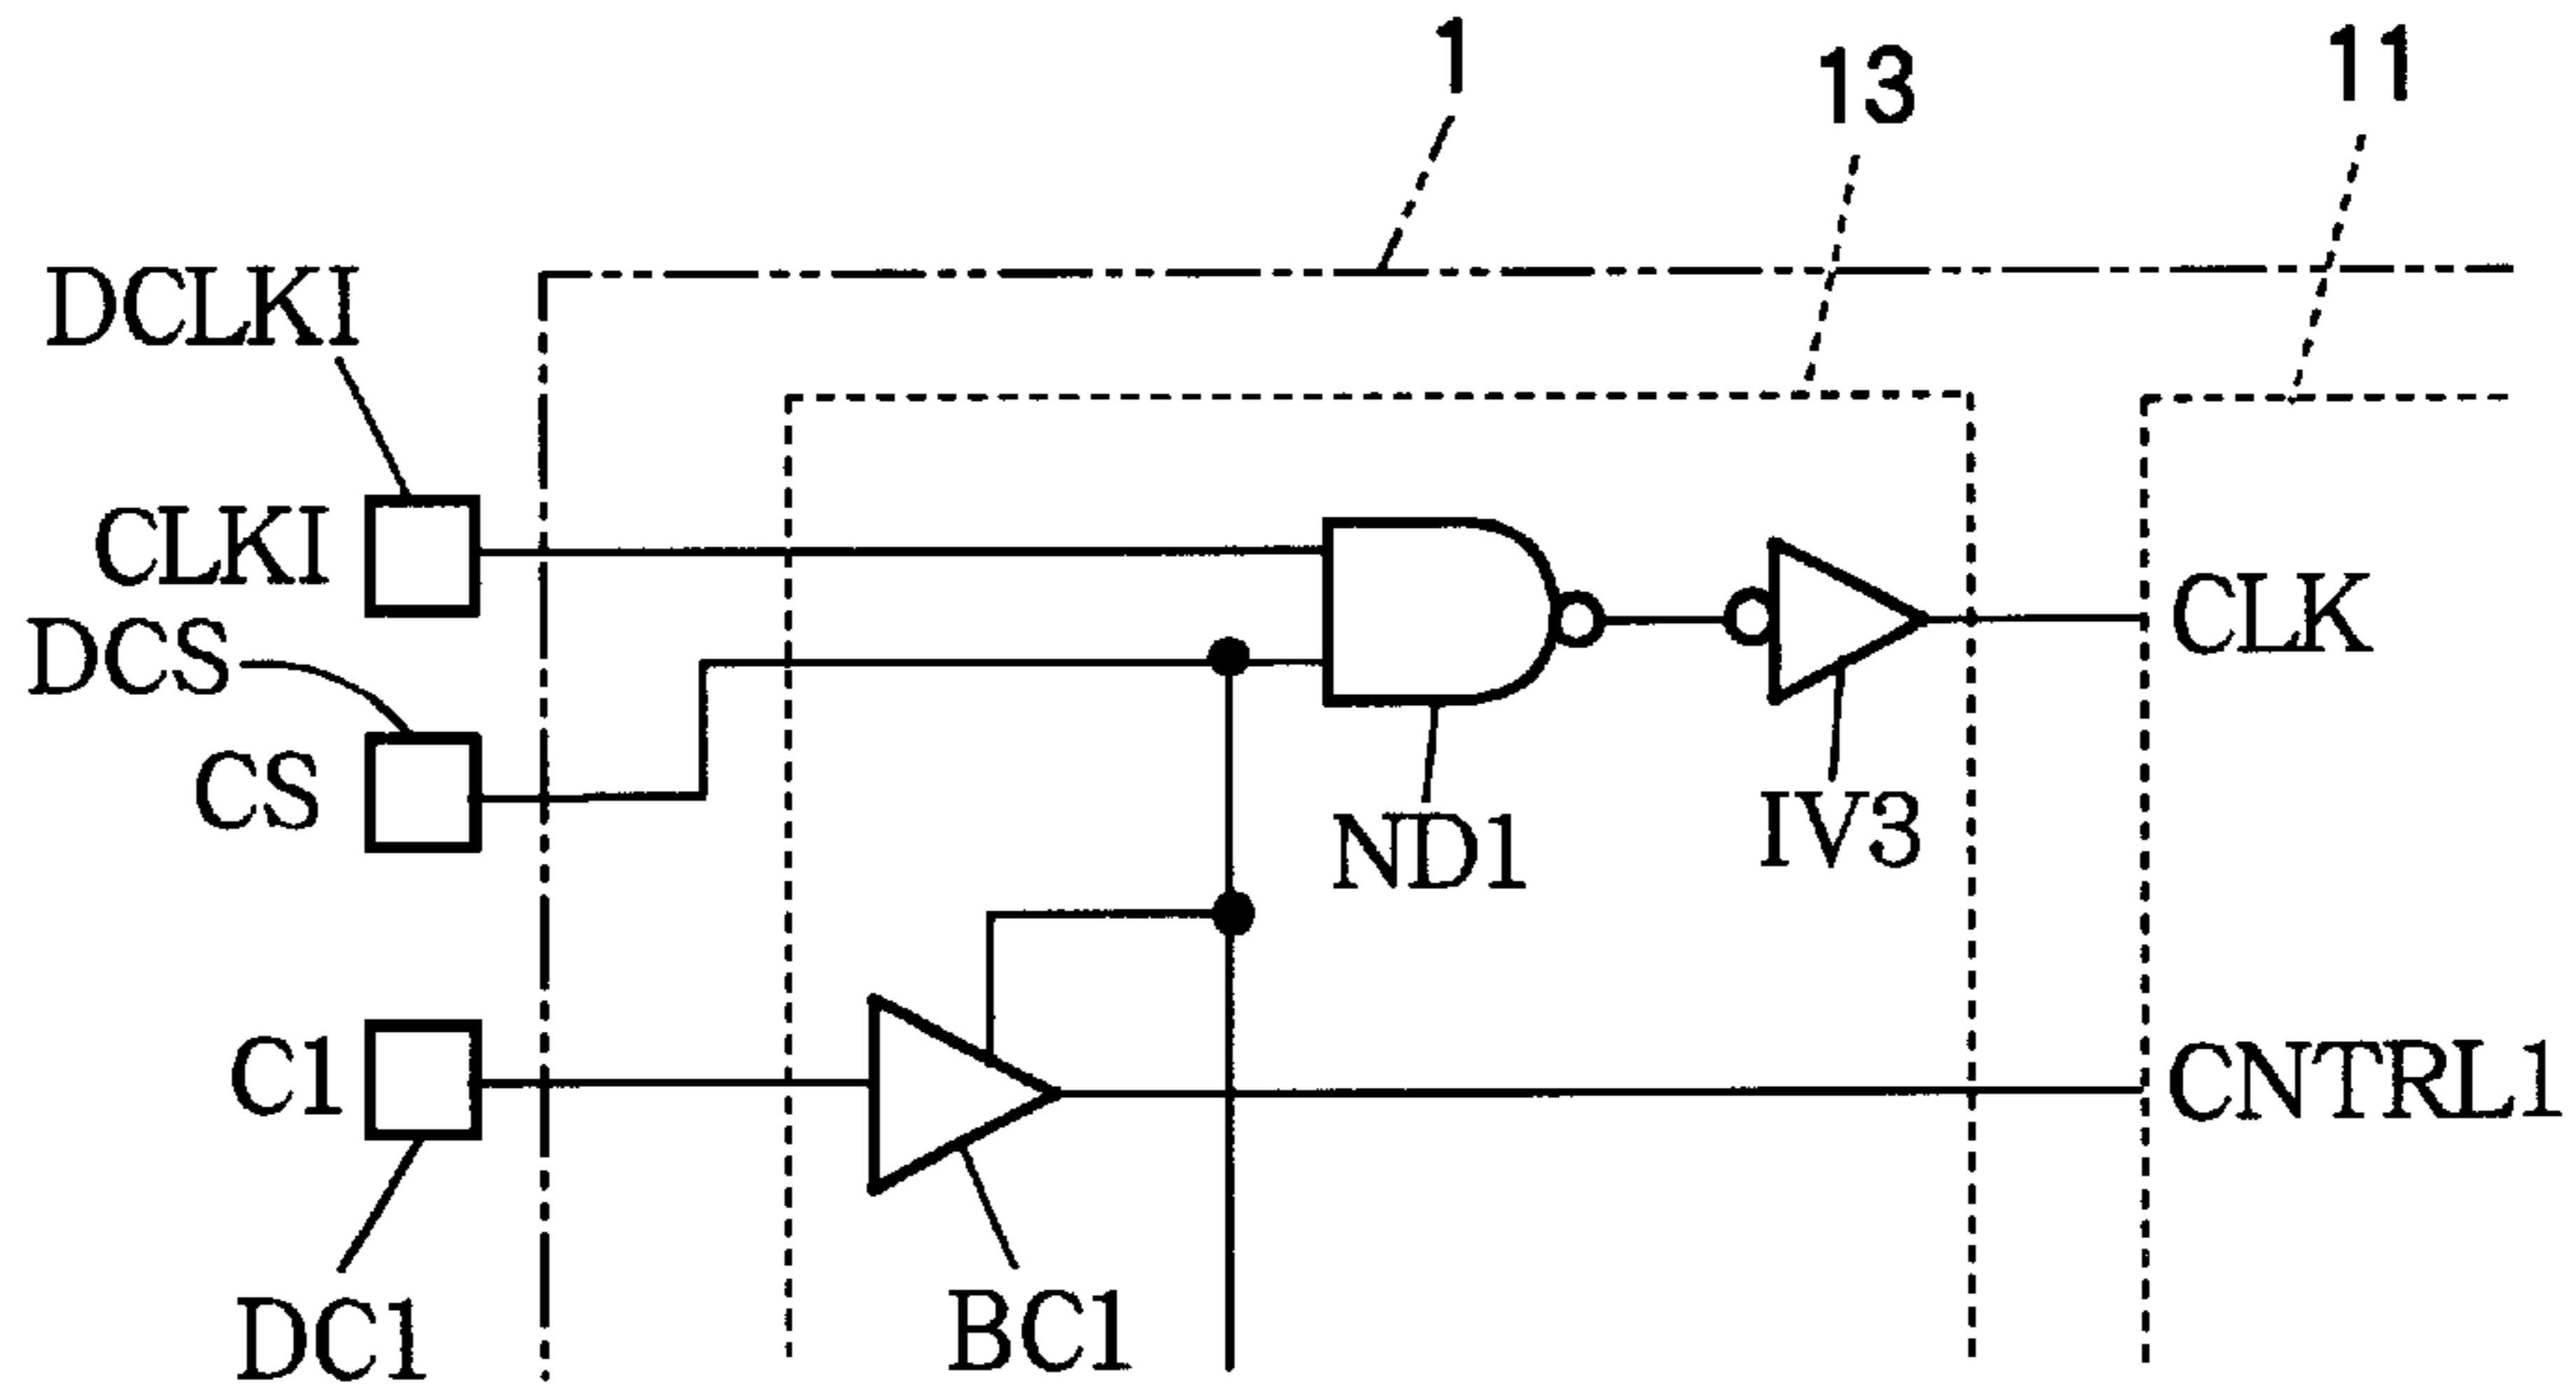 1
13
11
DCLKI
CLKI
CLK
DCS
CS
ND1
IV3
C1
CNTRL1
DC1
BC1